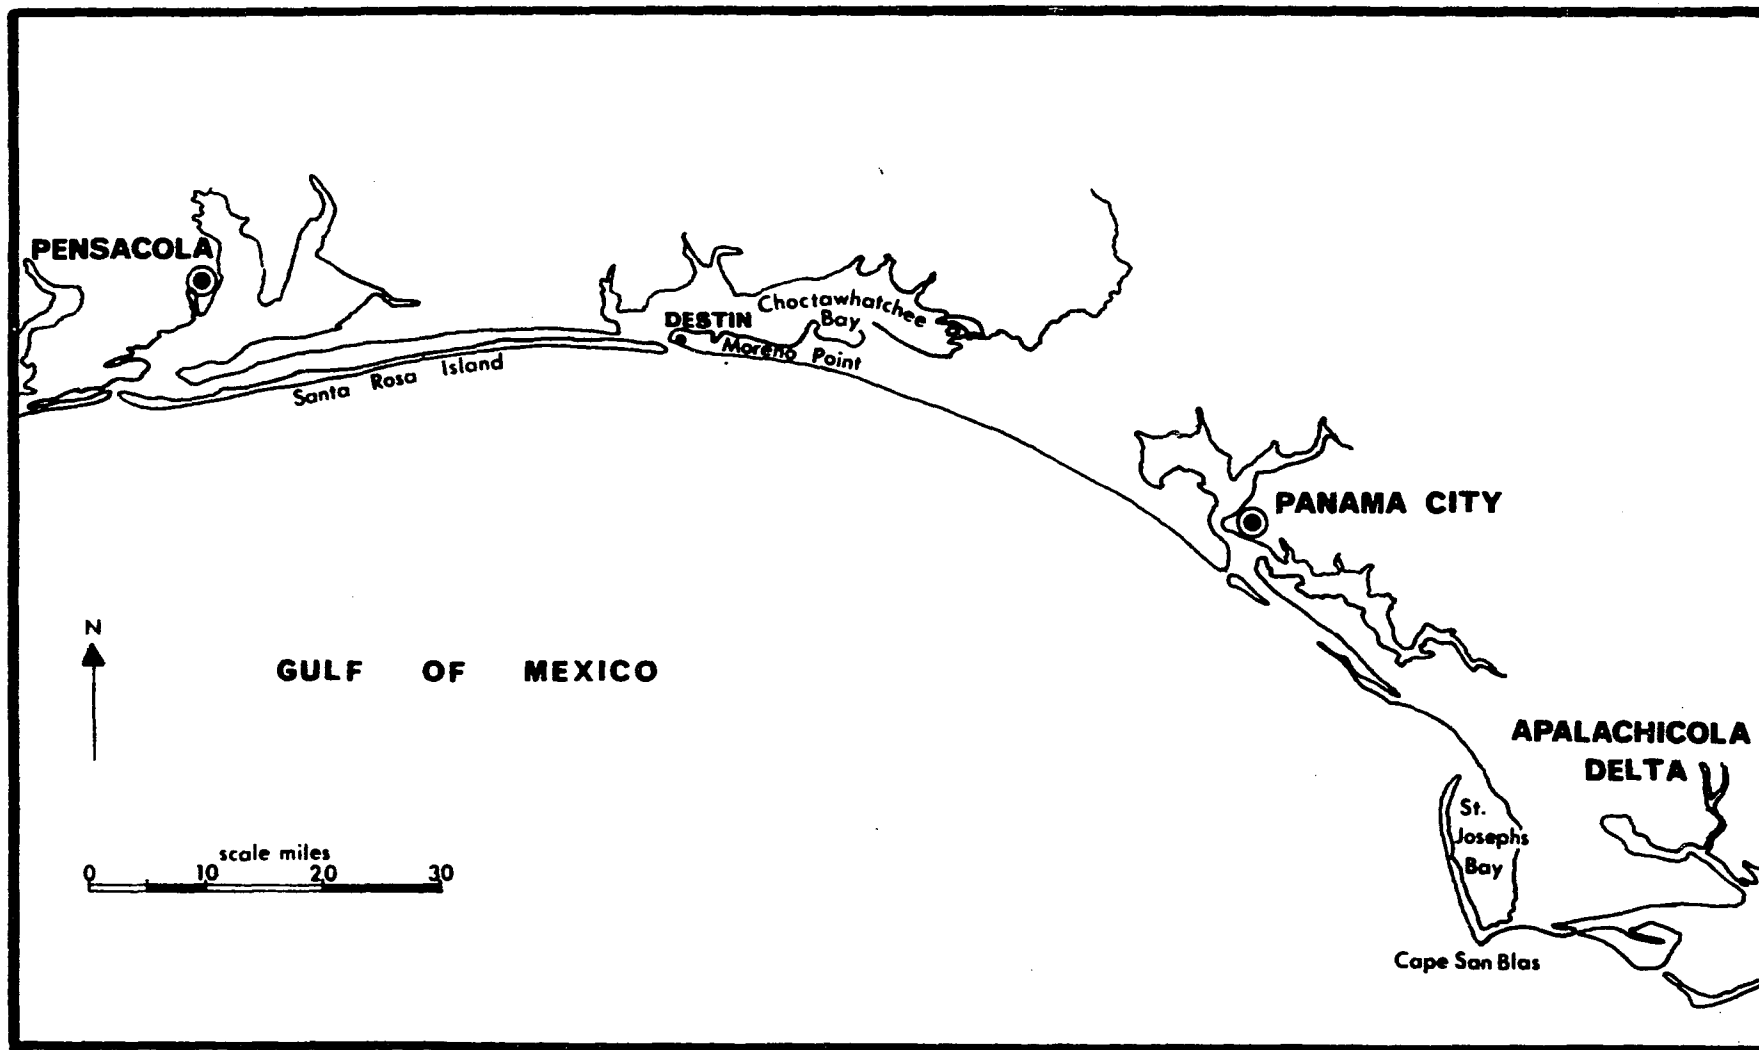 PENSACOLA
Choctawhatchee
Bay
DESTIN
Moreno Point
Santa Rosa Island
PANAMA CITY
N
GULF OF MEXICO
APALACHICOLA
DELTA
St.
Josephs
Bay
scale miles
0 10 20 30
Cape San Blas